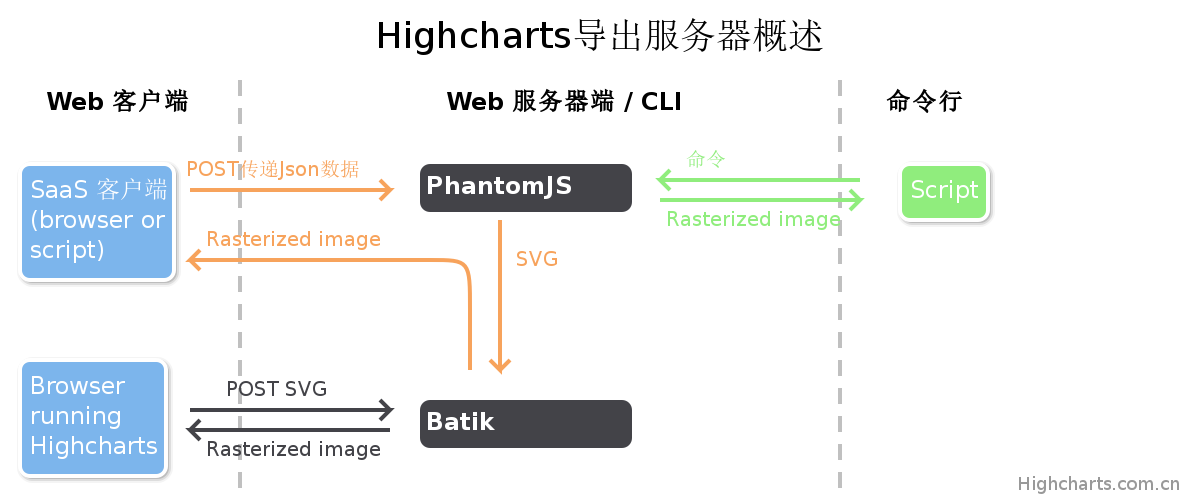 Highcharts导出服务器概述
Web 客户端
Web 服务器端 / CLI
命令行
SaaS 客户端
(browser or
script)
POST传递Json数据
PhantomJS
命令
Rasterized image
Script
Rasterized image
SVG
Browser
running
Highcharts
POST SVG
Rasterized image
Batik
Highcharts.com.cn